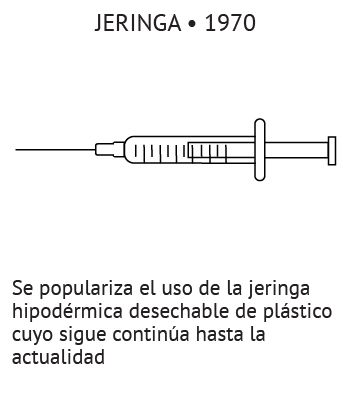 JERINGA • 1970
Se populariza el uso de la jeringa
hipodérmica desechable de plástico
cuyo sigue continúa hasta la
actualidad